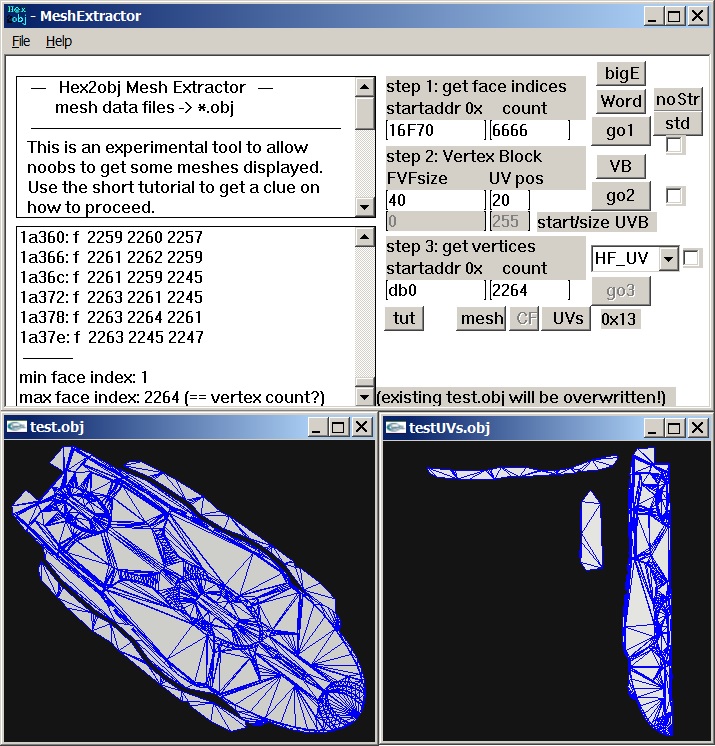 Hex 2obj - MeshExtractor
File Help
— Hex2obj Mesh Extractor —
mesh data files -> *.obj
This is an experimental tool to allow
noobs to get some meshes displayed.
Use the short tutorial to get a clue on
how to proceed.
1a360: f 2259 2260 2257
1a366: f 2261 2262 2259
1a36c: f 2261 2259 2245
1a372: f 2263 2261 2245
1a378: f 2263 2264 2261
1a37e: f 2263 2245 2247
min face index: 1
max face index: 2264 (== vertex count?)
step 1: get face indices
startaddr 0x count
16F70 6666
step 2: Vertex Block
FVFsize UV pos
40 20
0 255 start/size UVB
step 3: get vertices
startaddr 0x count
db0 2264
tut mesh CF UVs 0x13
bigE
Word noStr
go1 std
VB
go2
HF_UV
go3
(existing test.obj will be overwritten!)
test.obj
testUVs.obj